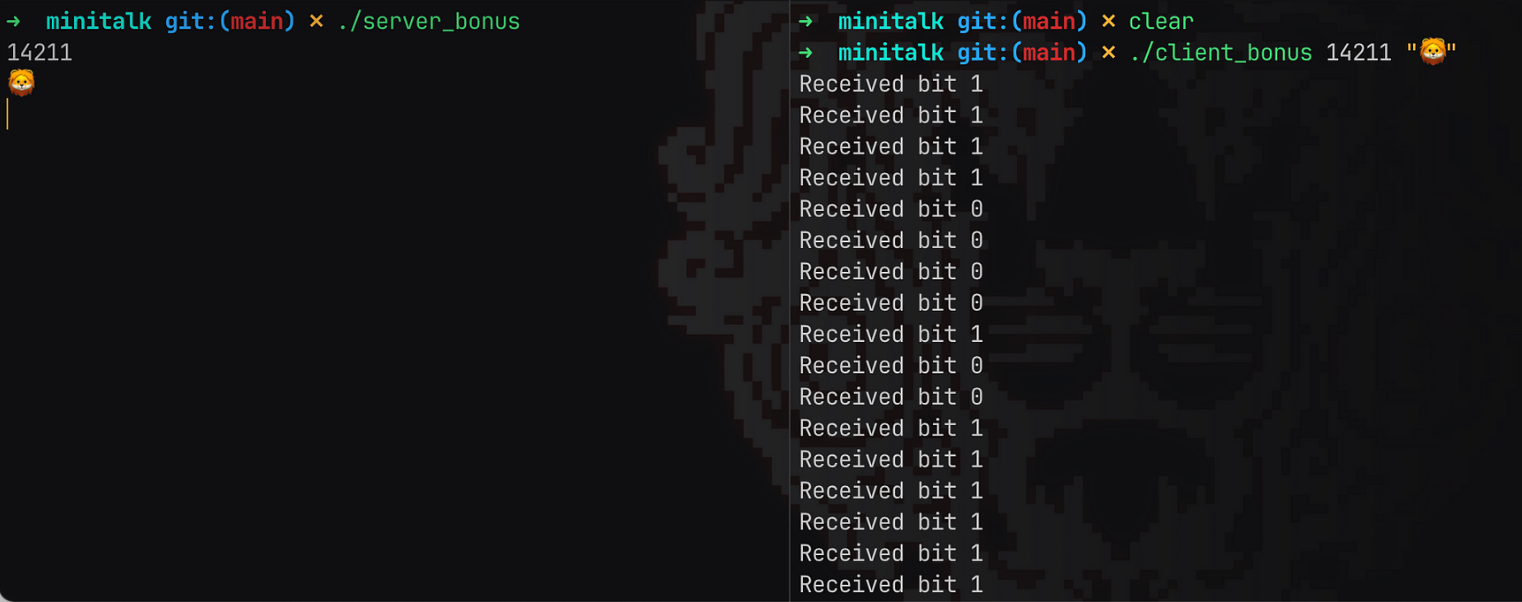 ➜ minitalk git:(main) × ./server_bonus
14211
🦁
➜ minitalk git:(main) × clear
➜ minitalk git:(main) × ./client_bonus 14211 "🦁"
Received bit 1
Received bit 1
Received bit 1
Received bit 1
Received bit 0
Received bit 0
Received bit 0
Received bit 0
Received bit 1
Received bit 0
Received bit 0
Received bit 1
Received bit 1
Received bit 1
Received bit 1
Received bit 1
Received bit 1